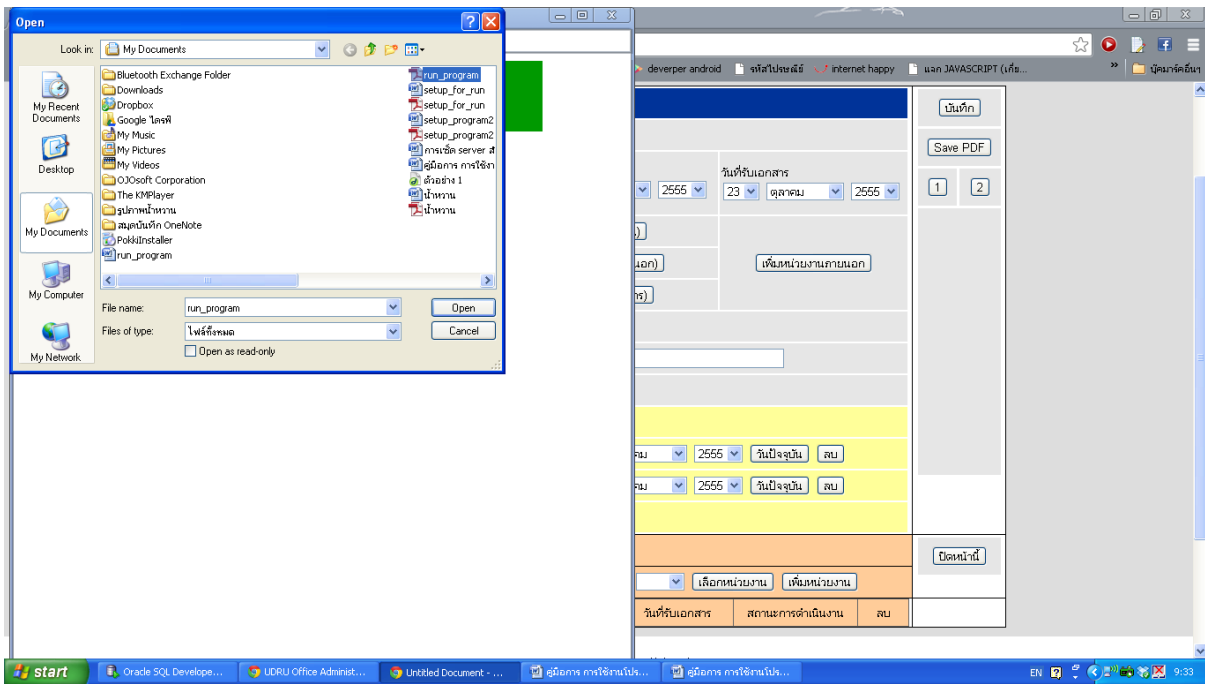 Open
Look in:
My Documents
My Recent
Documents
Desktop
My Documents
My Computer
My Network
Bluetooth Exchange Folder
Downloads
Dropbox
Google ไดรฟ์
My Music
My Pictures
My Videos
OJOsoft Corporation
The KMPlayer
รูปภาพน้ำหวาน
สมุดบันทึก OneNote
PokkiInstaller
run_program
run_program
setup_for_run
setup_for_run
setup_program2
setup_program2
การเซ็ต server ส
คู่มือการ การใช้งา
ตัวอย่าง 1
น้ำหวาน
น้ำหวาน
File name:
run_program
Open
Files of type:
ไฟล์ทั้งหมด
Cancel
Open as read-only
deverper android
รหัสไปรษณีย์
internet happy
แจก JAVASCRIPT (เกี่ย...
»
บุ๊คมาร์คอื่นๆ
บันทึก
Save PDF
1
2
วันที่รับเอกสาร
2555
23
ตุลาคม
2555
นอก)
เพิ่มหน่วยงานภายนอก
าร)
คม
2555
วันปัจจุบัน
ลบ
คม
2555
วันปัจจุบัน
ลบ
ปิดหน้านี้
เลือกหน่วยงาน
เพิ่มหน่วยงาน
วันที่รับเอกสาร
สถานะการดำเนินงาน
ลบ
start
Oracle SQL Develope...
UDRU Office Administ...
Untitled Document - ...
คู่มือการ การใช้งานโปร...
คู่มือการ การใช้งานโปร...
EN
9:33